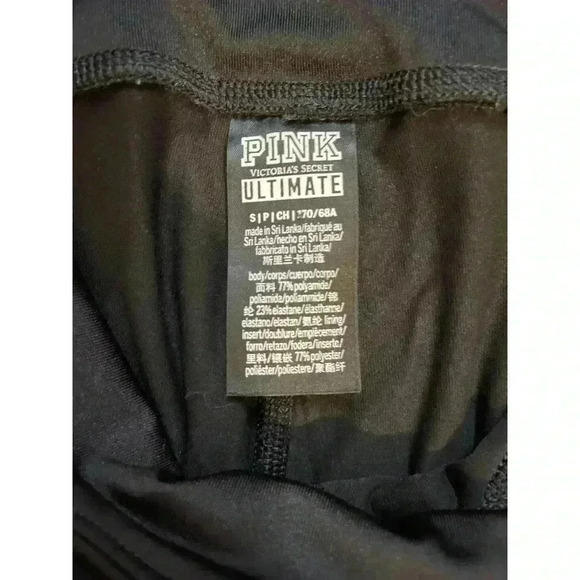 PINK
VICTORIA'S SECRET
ULTIMATE
S|P|CH| 170/68A
made in Sri Lanka/fabriqué au
Sri Lanka/hecho en Sri Lanka/
fabbricato in Sri Lanka/
斯里兰卡制造
body/corps/cuerpo/corpo/
面料 77% polyamide/
poliamida/poliammide/锦
纶 23% elastane/élasthanne/
elastano/elastan/氨纶 lining/
insert/doublure/empiècement/
forro/retazo/fodera/inserto/
里料/镶嵌 77% polyester/
poliéster/poliestere/聚酯纤